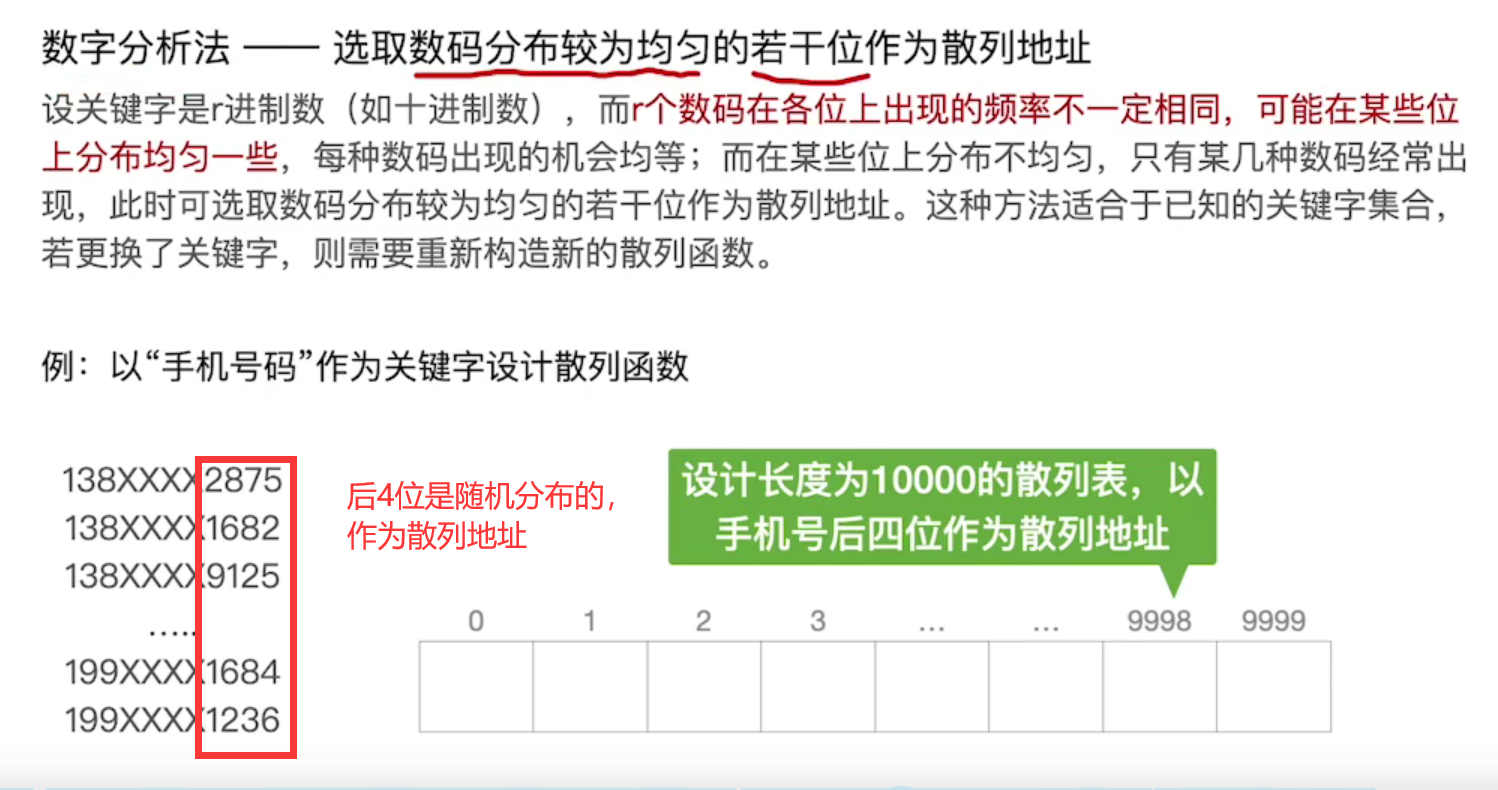 数字分析法 —— 选取数码分布较为均匀的若干位作为散列地址
设关键字是r进制数（如十进制数），而r个数码在各位上出现的频率不一定相同，可能在某些位
上分布均匀一些，每种数码出现的机会均等；而在某些位上分布不均匀，只有某几种数码经常出
现，此时可选取数码分布较为均匀的若干位作为散列地址。这种方法适合于已知的关键字集合，
若更换了关键字，则需要重新构造新的散列函数。
例：以“手机号码”作为关键字设计散列函数
138XXXX2875
138XXXX1682
138XXXX9125
.....
199XXXX1684
199XXXX1236
后4位是随机分布的，
作为散列地址
设计长度为10000的散列表，以
手机号后四位作为散列地址
0 1 2 3 ... ... 9998 9999